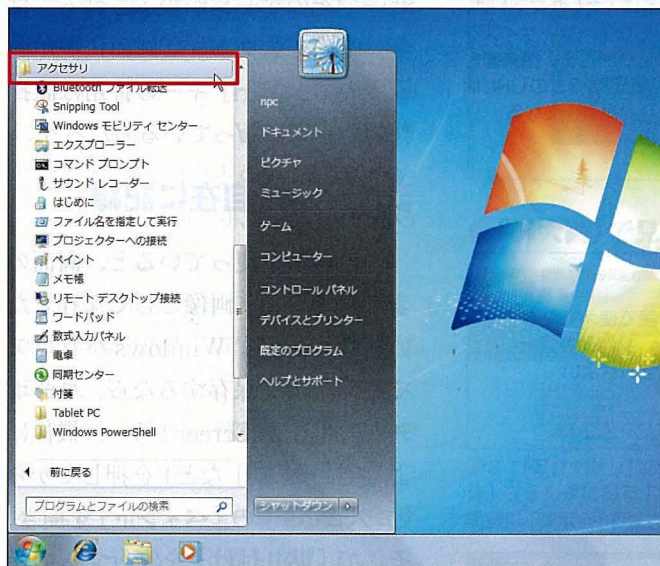 アクセサリ
Bluetooth ファイル転送
Snipping Tool
Windows モビリティ センター
エクスプローラー
コマンド プロンプト
サウンド レコーダー
はじめに
ファイル名を指定して実行
プロジェクターへの接続
ペイント
メモ帳
リモート デスクトップ接続
ワードパッド
数式入力パネル
電卓
同期センター
付箋
Tablet PC
Windows PowerShell
前に戻る
プログラムとファイルの検索
npc
ドキュメント
ピクチャ
ミュージック
ゲーム
コンピューター
コントロール パネル
デバイスとプリンター
既定のプログラム
ヘルプとサポート
シャットダウン